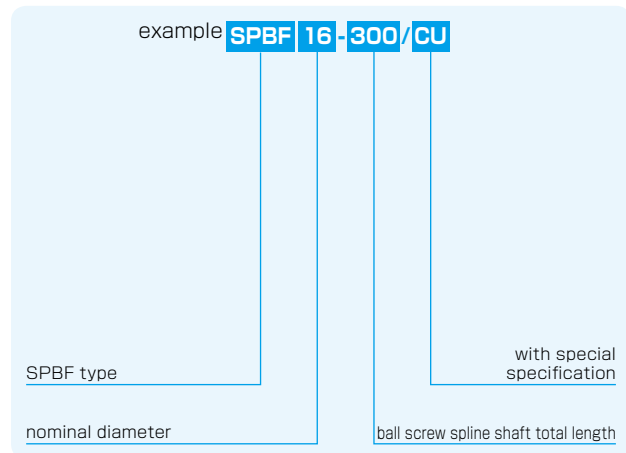 example SPBF 16 - 300 / CU
with special
SPBF type specification
nominal diameter ball screw spline shaft total length